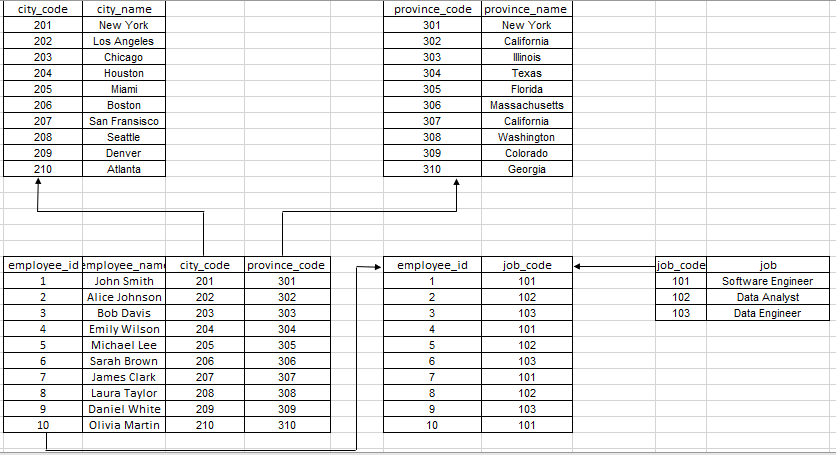 city_code city_name province_code province_name
201 New York 301 New York
202 Los Angeles 302 California
203 Chicago 303 Illinois
204 Houston 304 Texas
205 Miami 305 Florida
206 Boston 306 Massachusetts
207 San Fransisco 307 California
208 Seattle 308 Washington
209 Denver 309 Colorado
210 Atlanta 310 Georgia
employee_id employee_name city_code province_code employee_id job_code job_code job
1 John Smith 201 301 1 101 101 Software Engineer
2 Alice Johnson 202 302 2 102 102 Data Analyst
3 Bob Davis 203 303 3 103 103 Data Engineer
4 Emily Wilson 204 304 4 101
5 Michael Lee 205 305 5 102
6 Sarah Brown 206 306 6 103
7 James Clark 207 307 7 101
8 Laura Taylor 208 308 8 102
9 Daniel White 209 309 9 103
10 Olivia Martin 210 310 10 101